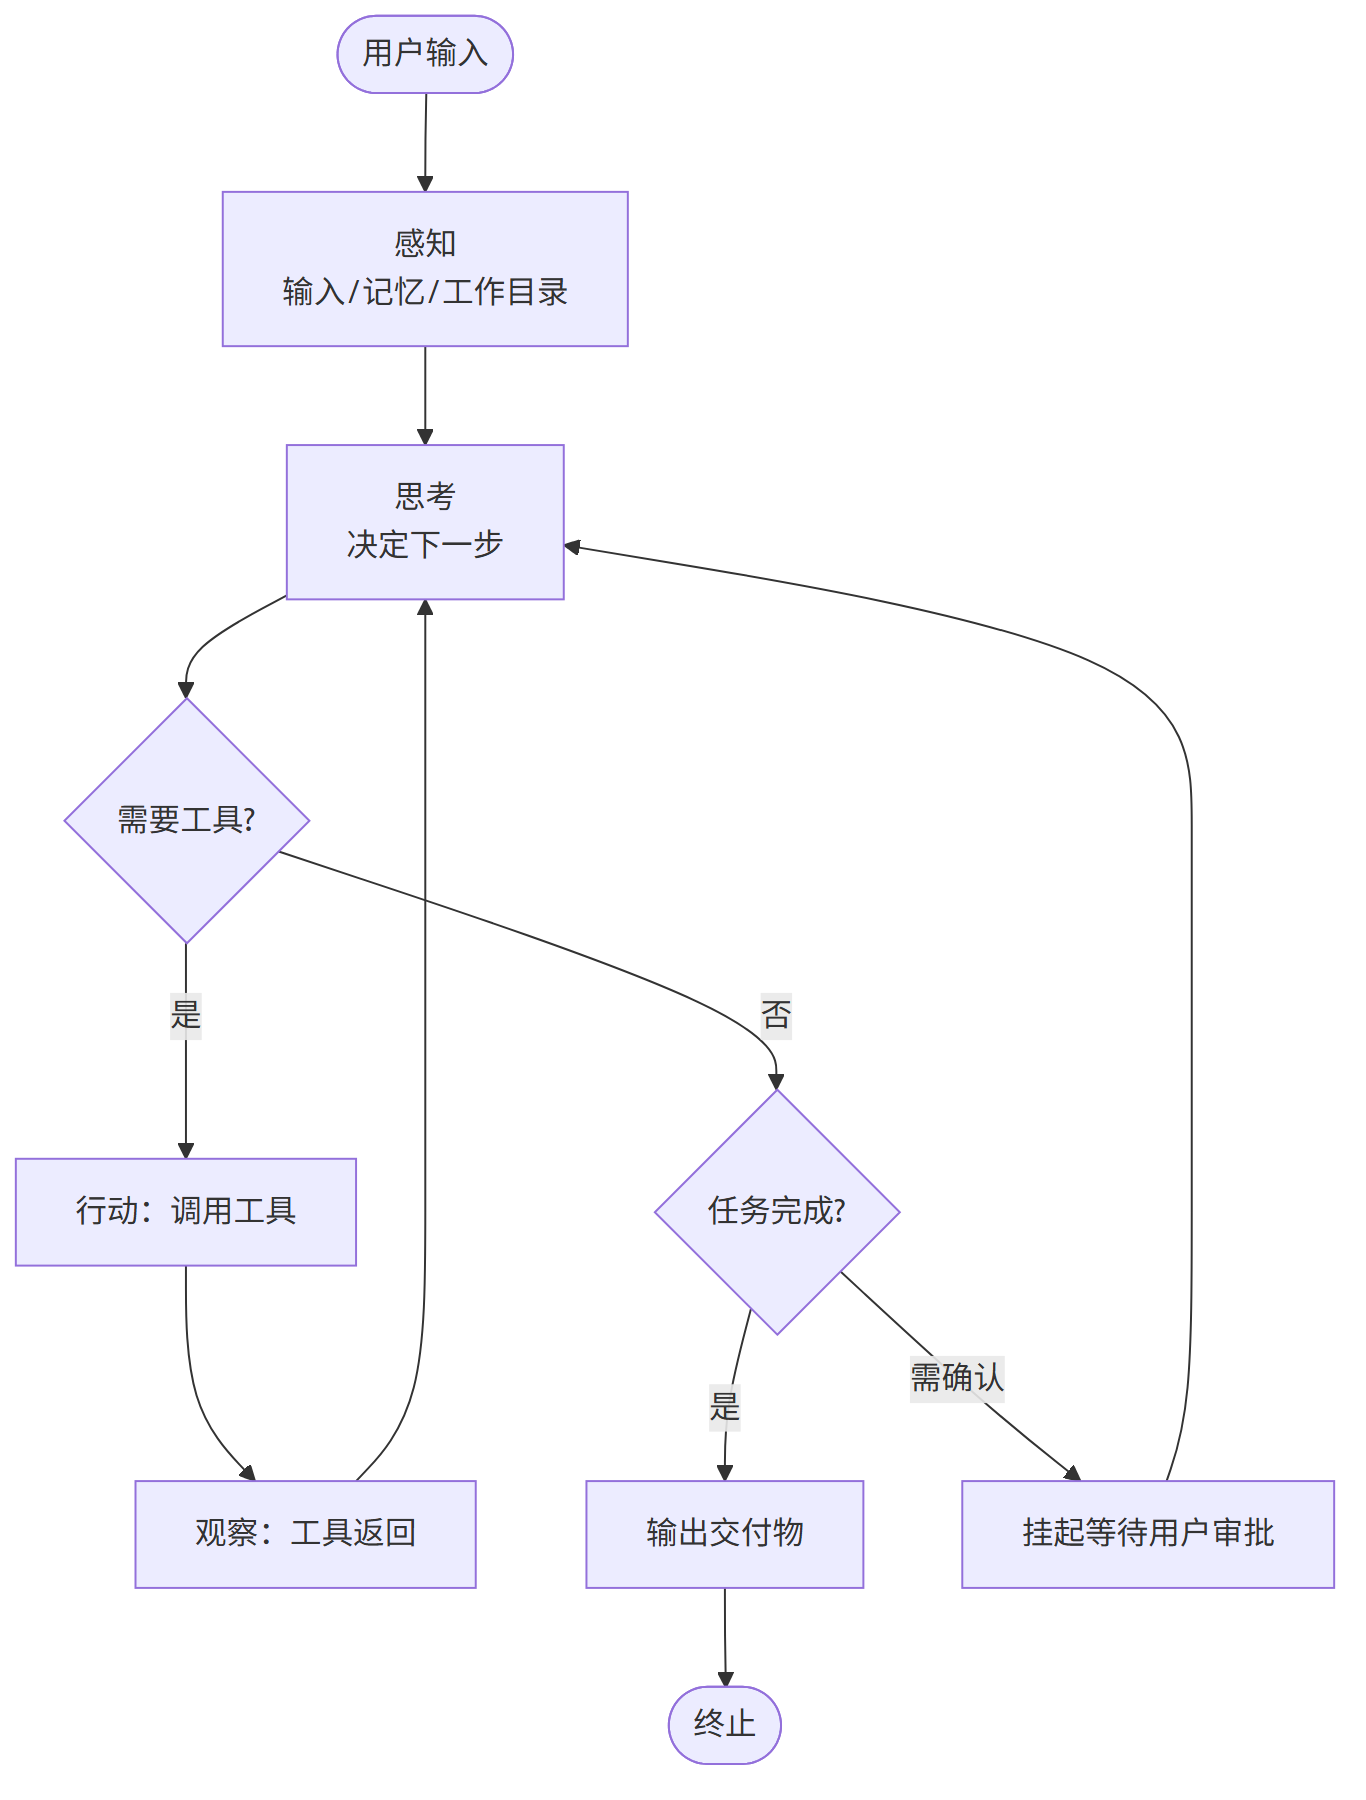 用户输入
感知
输入/记忆/工作目录
思考
决定下一步
需要工具?
是
否
行动：调用工具
任务完成?
需确认
是
观察：工具返回
输出交付物
挂起等待用户审批
终止